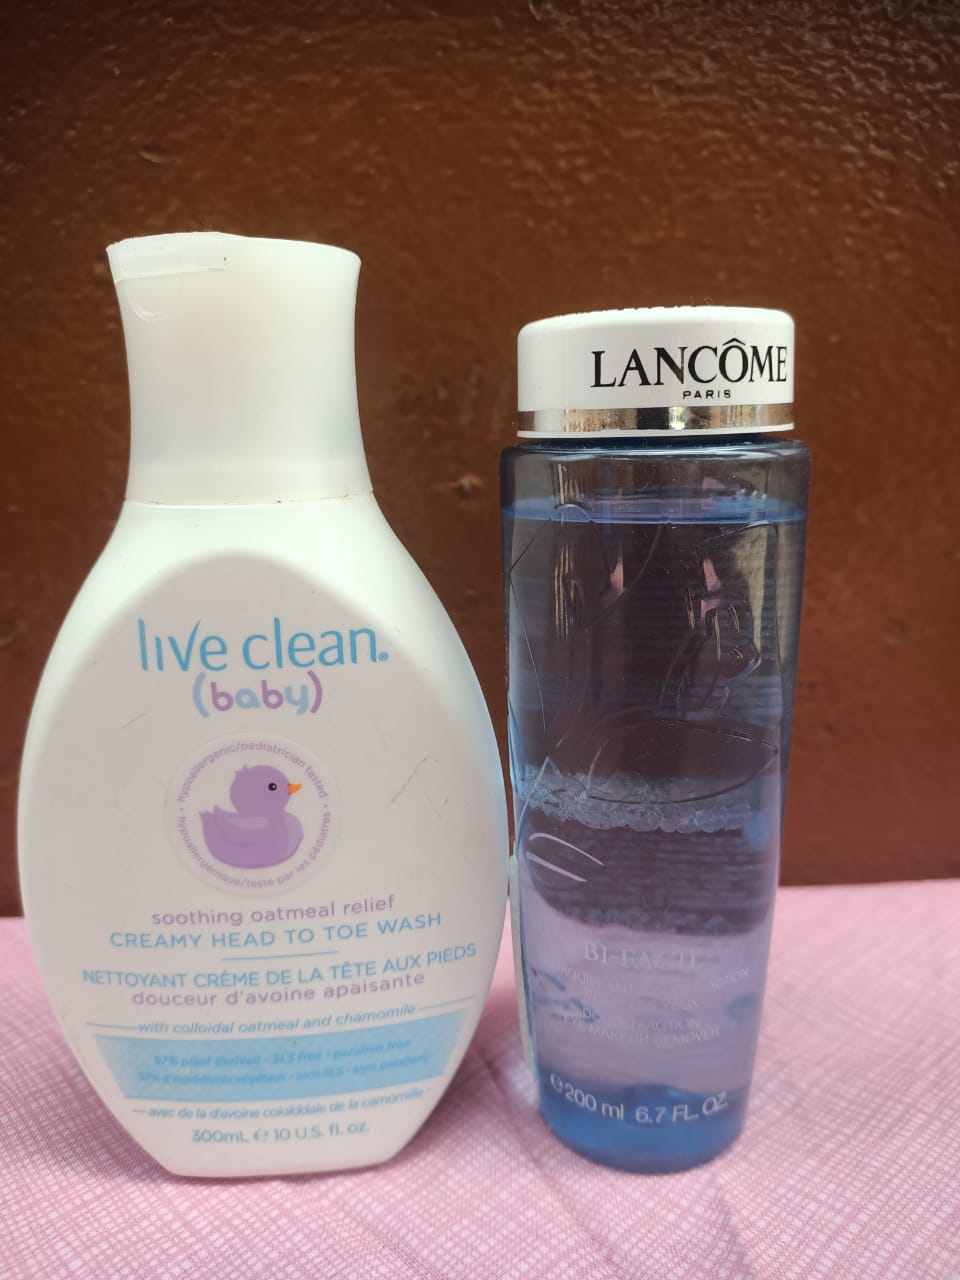 live clean®
(baby)
hypoallergenic/pediatrician tested
hypoallergénique/testé par les pédiatres
soothing oatmeal relief
CREAMY HEAD TO TOE WASH
NETTOYANT CRÈME DE LA TÊTE AUX PIEDS
douceur d'avoine apaisante
with colloidal oatmeal and chamomile
97% plant derived - SLS free - paraben free
97% d'ingrédients végétaux - sans SLS - sans parabens
avec de la d'avoine coloïddale de la camomille
300mL ℮ 10 U.S. fl. oz.
LANCÔME
PARIS
BI-FACIL
ACTION
YEUX
DOUBLE-ACTION
EYE MAKEUP REMOVER
℮200 ml 6.7 FL. OZ.